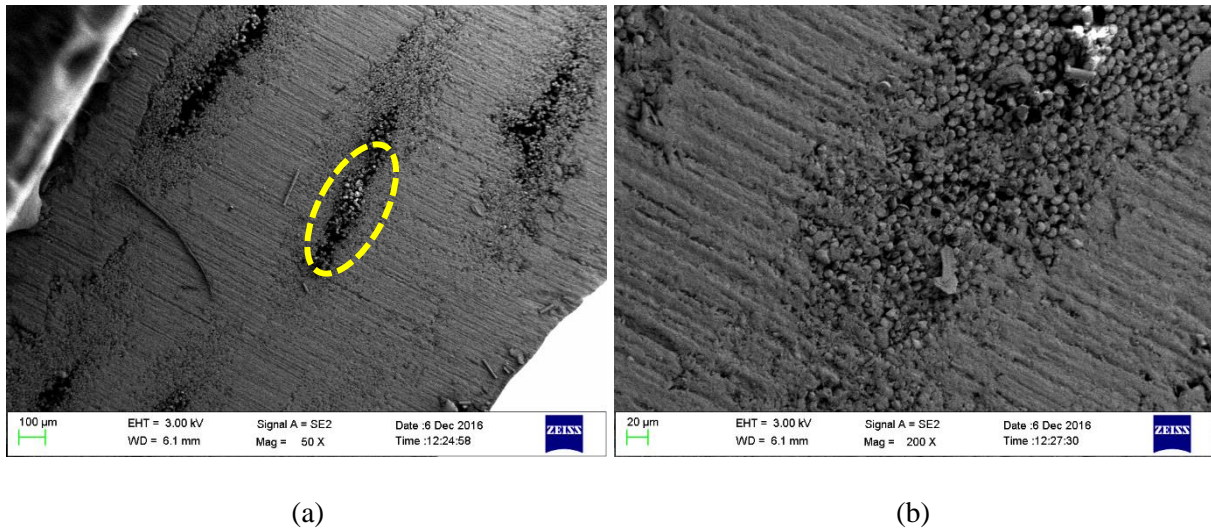 100 µm
EHT = 3.00 kV
WD = 6.1 mm
Signal A = SE2
Mag = 50 X
Date :6 Dec 2016
Time :12:24:58
ZEISS
20 µm
EHT = 3.00 kV
WD = 6.1 mm
Signal A = SE2
Mag = 200 X
Date :6 Dec 2016
Time :12:27:30
ZEISS
(a)
(b)